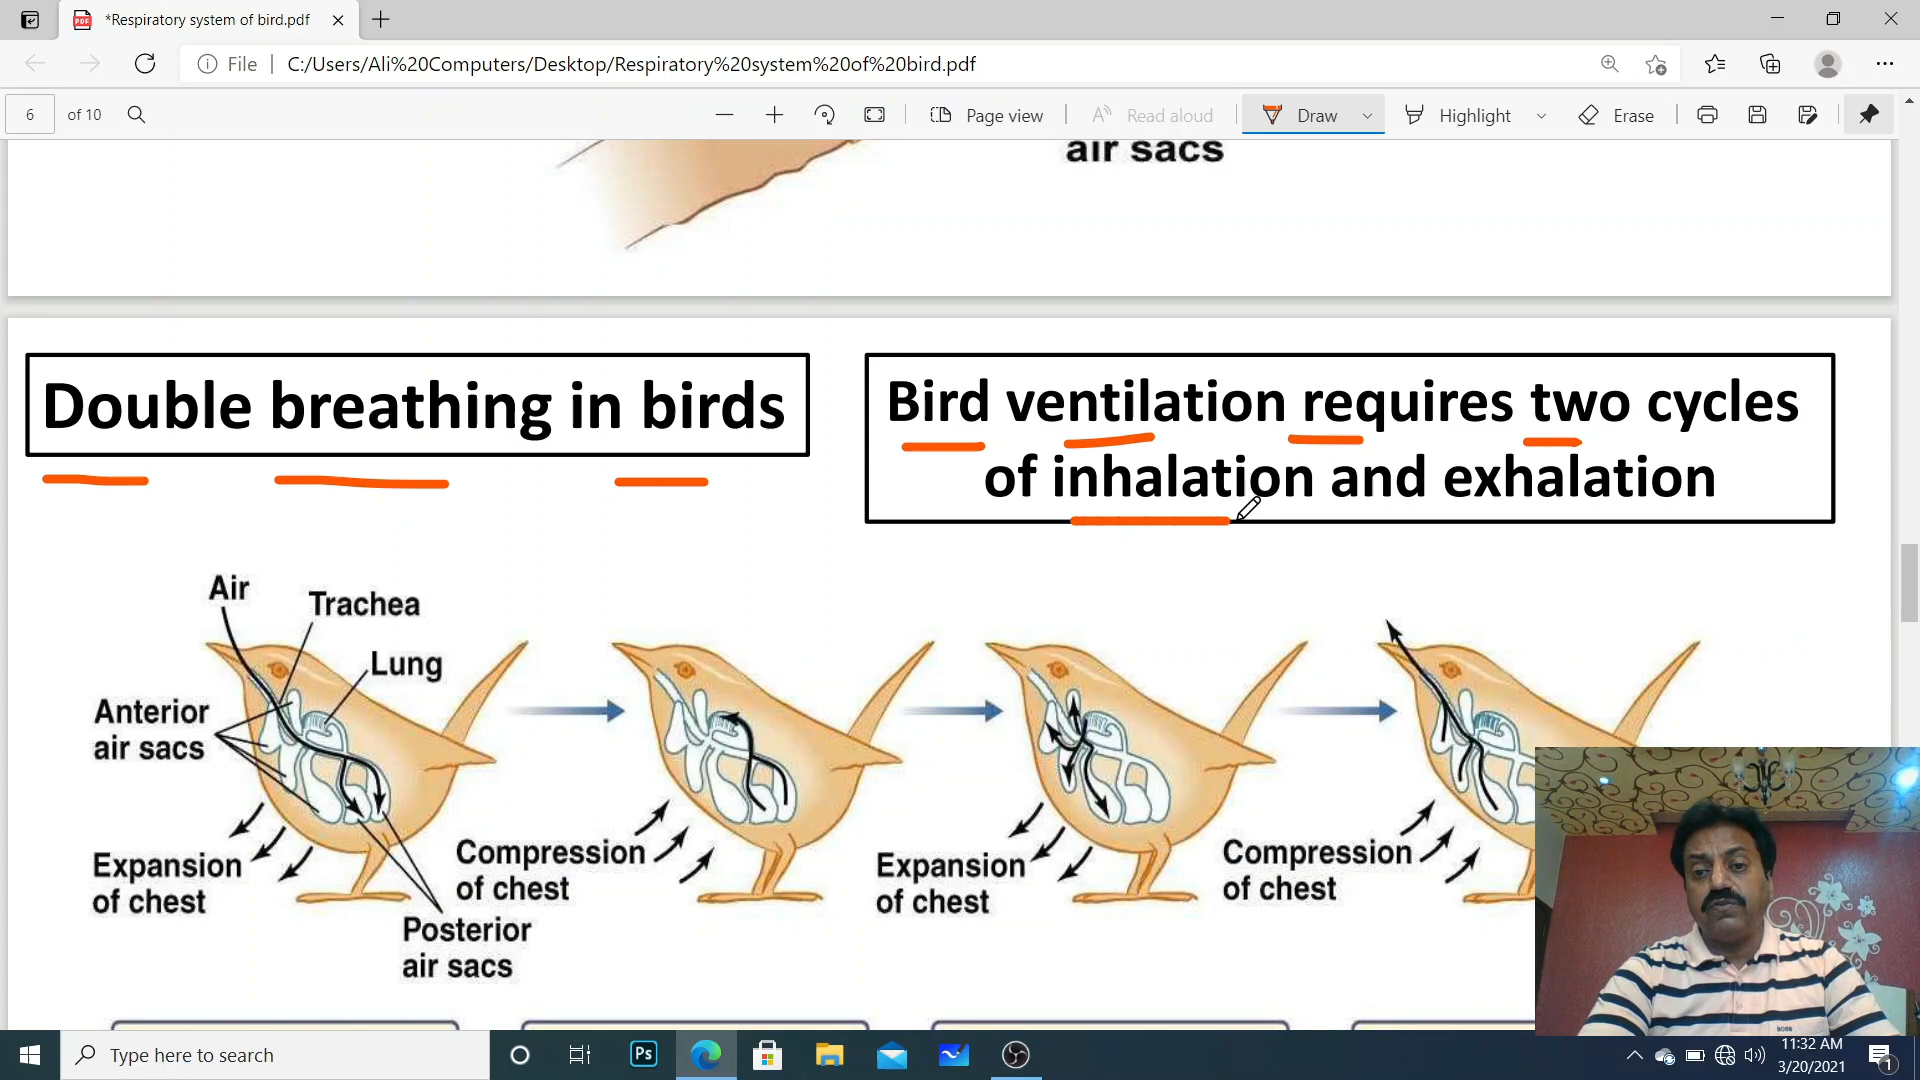 *Respiratory system of bird.pdf
File
C:/Users/Ali%20Computers/Desktop/Respiratory%20system%20of%20bird.pdf
6 of 10
Page view
Read aloud
Draw
Highlight
Erase
air sacs
Double breathing in birds
Bird ventilation requires two cycles
of inhalation and exhalation
Air
Trachea
Lung
Anterior
air sacs
Expansion
of chest
Compression
of chest
Expansion
of chest
Compression
of chest
Posterior
air sacs
Type here to search
Ps
11:32 AM
3/20/2021
1